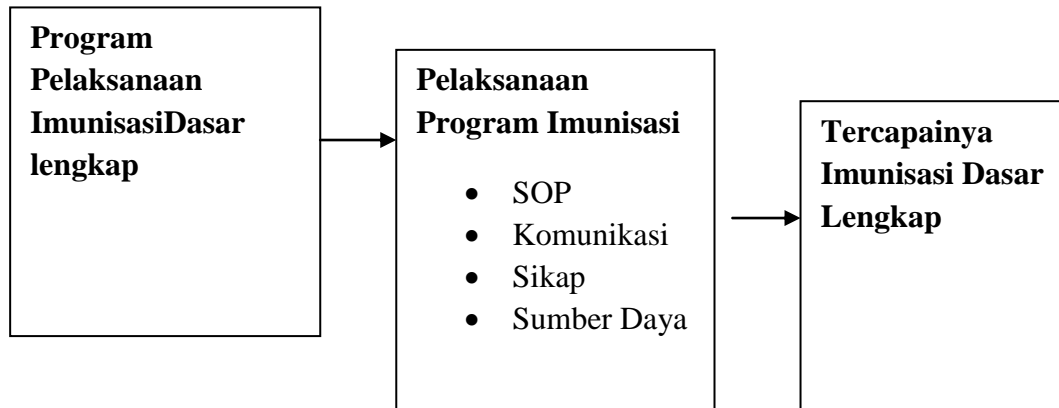 Program
Pelaksanaan
ImunisasiDasar
lengkap
Pelaksanaan
Program Imunisasi
• SOP
• Komunikasi
• Sikap
• Sumber Daya
Tercapainya
Imunisasi Dasar
Lengkap